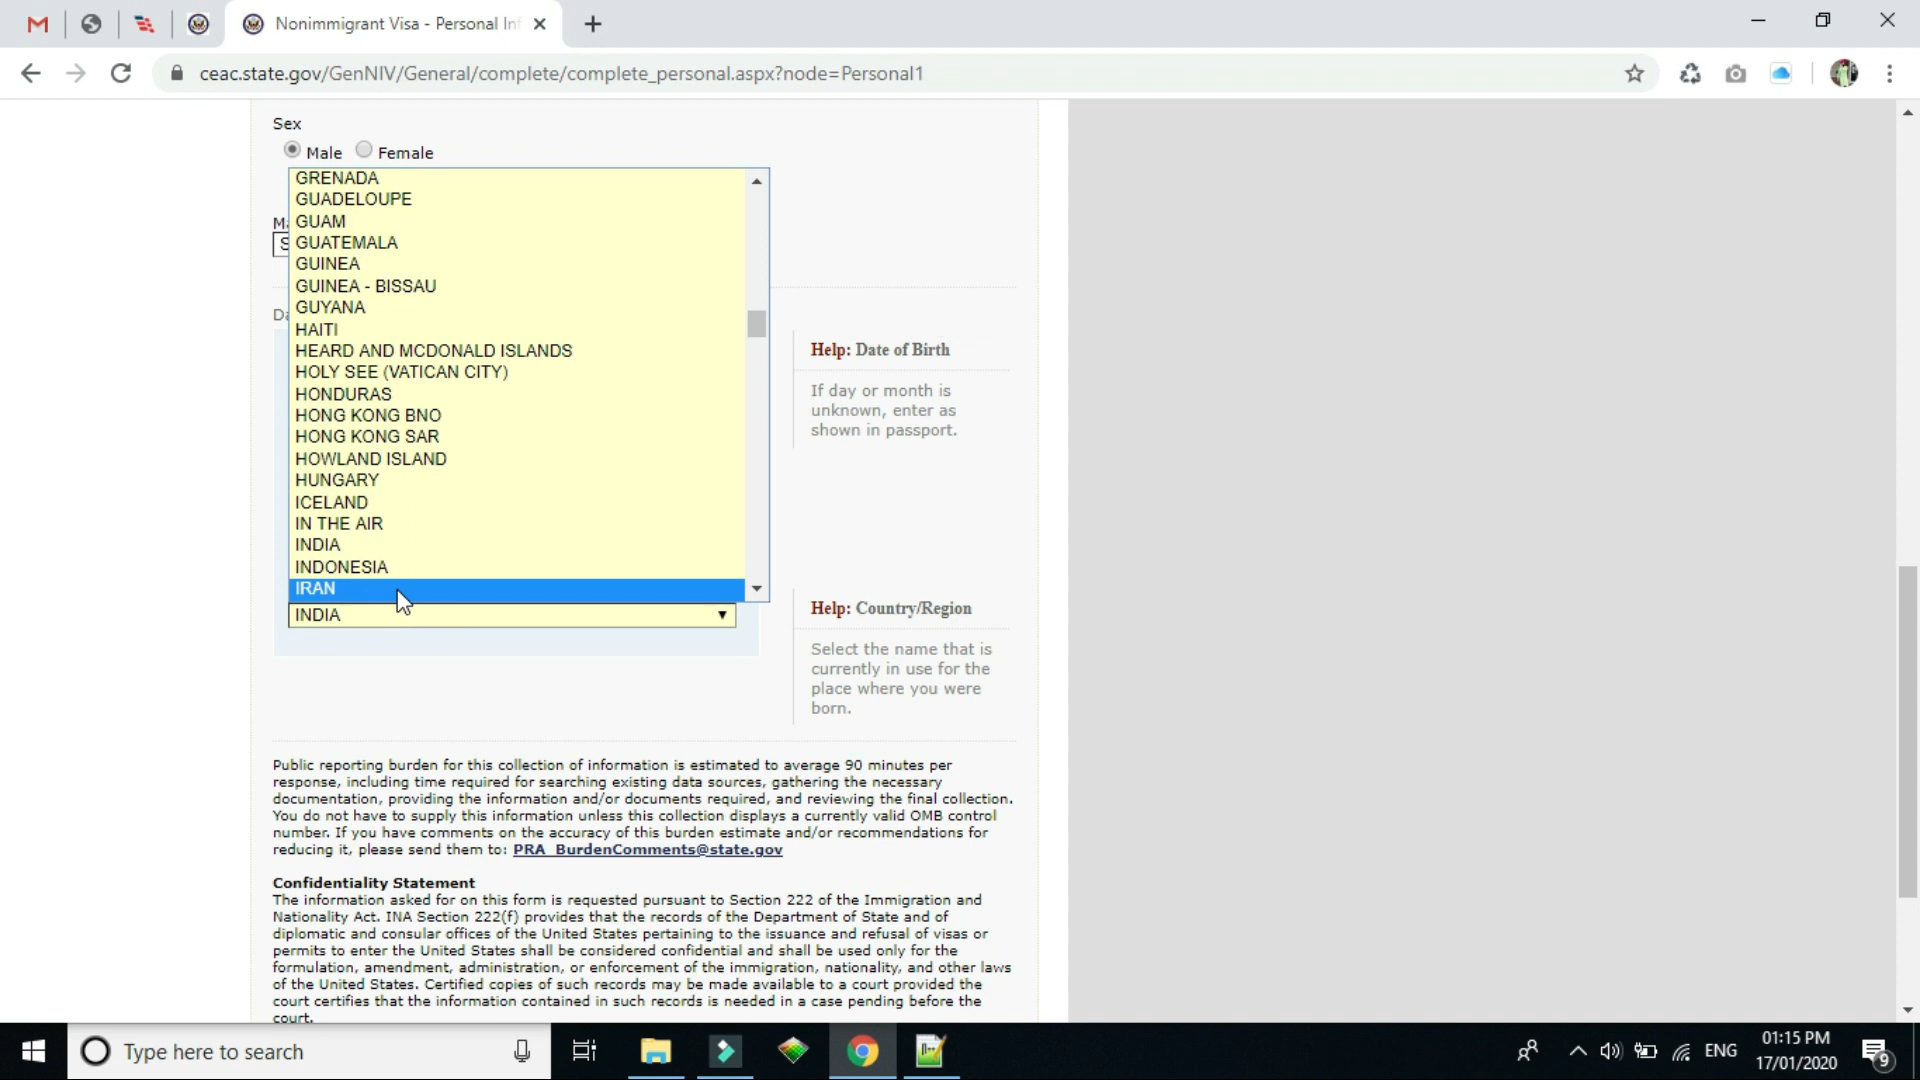 Nonimmigrant Visa - Personal Inf
ceac.state.gov/GenNIV/General/complete/complete_personal.aspx?node=Personal1
Sex
Male Female
GRENADA
GUADELOUPE
GUAM
GUATEMALA
GUINEA
GUINEA - BISSAU
GUYANA
HAITI
HEARD AND MCDONALD ISLANDS
HOLY SEE (VATICAN CITY)
HONDURAS
HONG KONG BNO
HONG KONG SAR
HOWLAND ISLAND
HUNGARY
ICELAND
IN THE AIR
INDIA
INDONESIA
IRAN
INDIA
Help: Date of Birth
If day or month is
unknown, enter as
shown in passport.
Help: Country/Region
Select the name that is
currently in use for the
place where you were
born.
Public reporting burden for this collection of information is estimated to average 90 minutes per
response, including time required for searching existing data sources, gathering the necessary
documentation, providing the information and/or documents required, and reviewing the final collection.
You do not have to supply this information unless this collection displays a currently valid OMB control
number. If you have comments on the accuracy of this burden estimate and/or recommendations for
reducing it, please send them to: PRA_BurdenComments@state.gov
Confidentiality Statement
The information asked for on this form is requested pursuant to Section 222 of the Immigration and
Nationality Act. INA Section 222(f) provides that the records of the Department of State and of
diplomatic and consular offices of the United States pertaining to the issuance and refusal of visas or
permits to enter the United States shall be considered confidential and shall be used only for the
formulation, amendment, administration, or enforcement of the immigration, nationality, and other laws
of the United States. Certified copies of such records may be made available to a court provided the
court certifies that the information contained in such records is needed in a case pending before the
court.
Type here to search
ENG
01:15 PM
17/01/2020
9